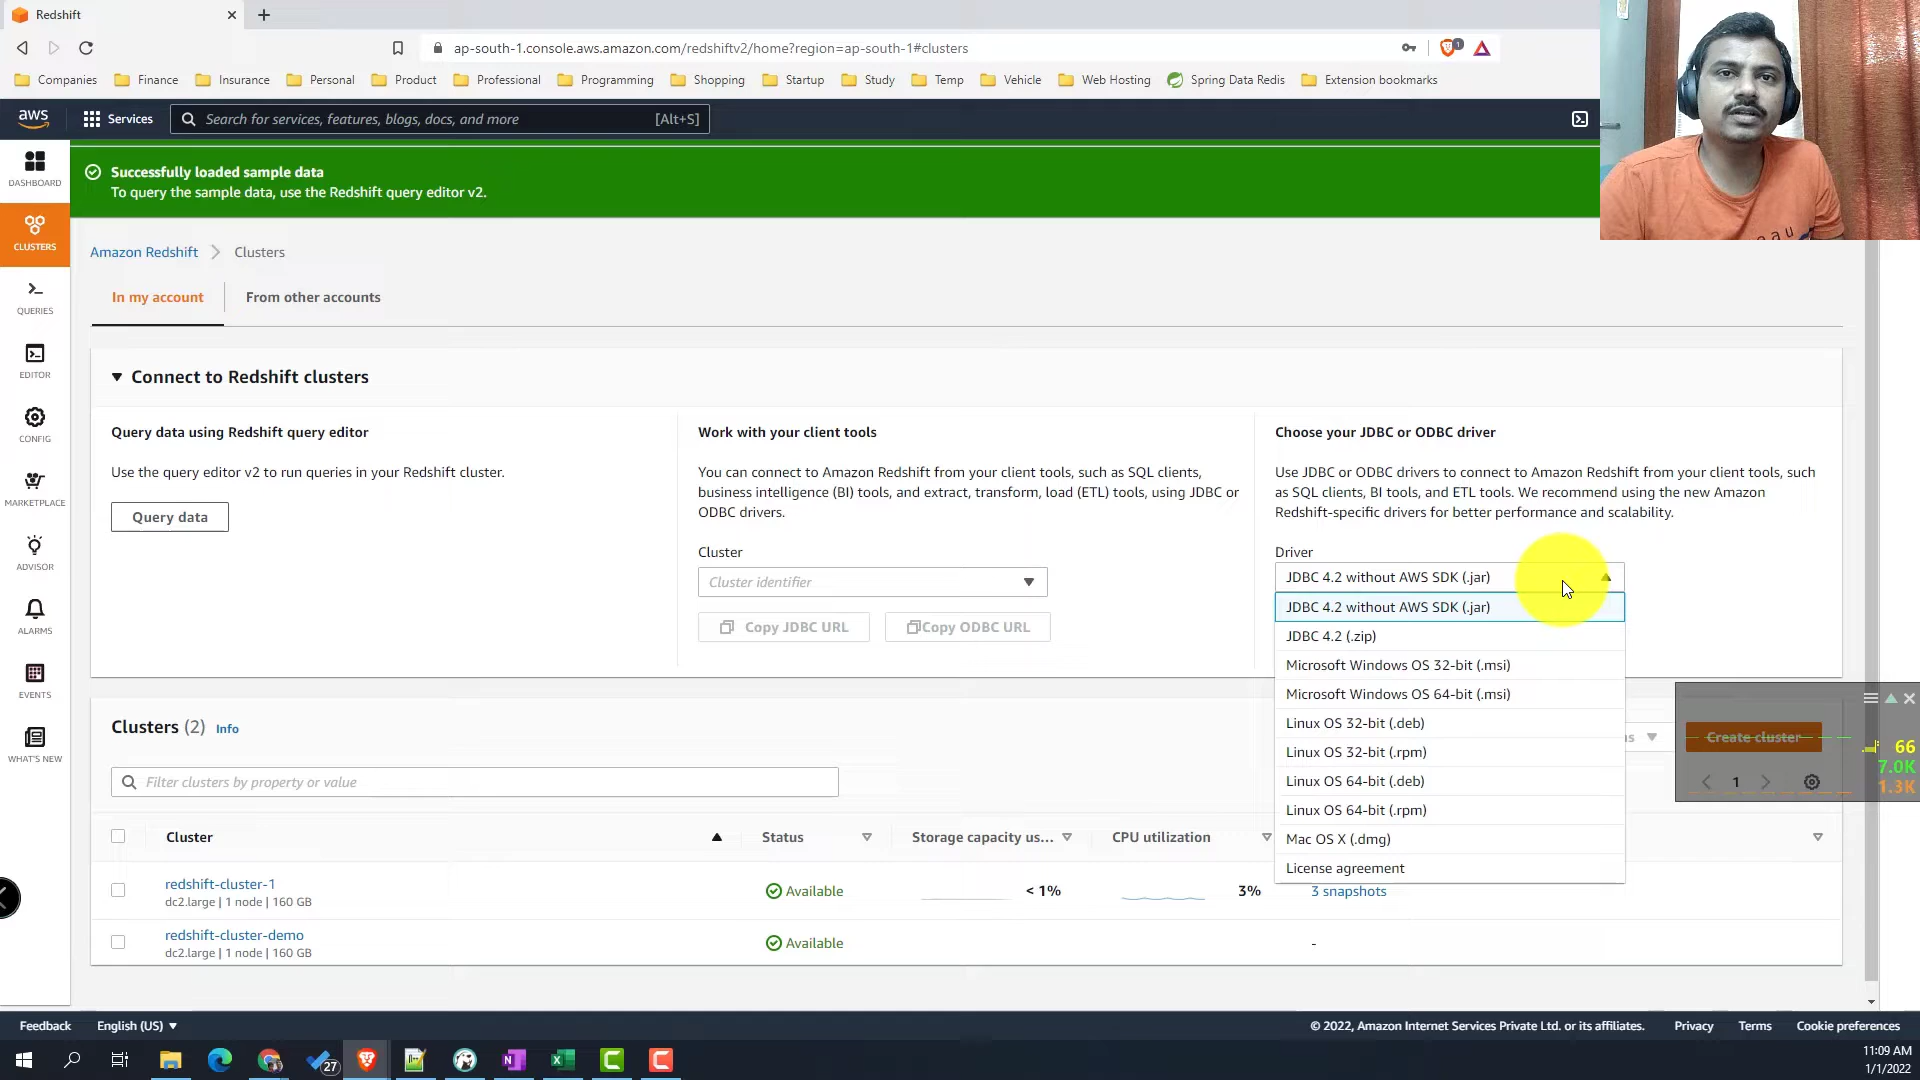 Redshift
ap-south-1.console.aws.amazon.com/redshiftv2/home?region=ap-south-1#clusters
1
Companies
Finance
Insurance
Personal
Product
Professional
Programming
Shopping
Startup
Study
Temp
Vehicle
Web Hosting
Spring Data Redis
Extension bookmarks
aws
Services
Search for services, features, blogs, docs, and more
[Alt+S]
DASHBOARD
CLUSTERS
QUERIES
EDITOR
CONFIG
MARKETPLACE
ADVISOR
ALARMS
EVENTS
WHAT'S NEW
Successfully loaded sample data
To query the sample data, use the Redshift query editor v2.
Amazon Redshift
Clusters
In my account
From other accounts
Connect to Redshift clusters
Query data using Redshift query editor
Use the query editor v2 to run queries in your Redshift cluster.
Query data
Work with your client tools
You can connect to Amazon Redshift from your client tools, such as SQL clients,
business intelligence (BI) tools, and extract, transform, load (ETL) tools, using JDBC or
ODBC drivers.
Cluster
Cluster identifier
Copy JDBC URL
Copy ODBC URL
Choose your JDBC or ODBC driver
Use JDBC or ODBC drivers to connect to Amazon Redshift from your client tools, such
as SQL clients, BI tools, and ETL tools. We recommend using the new Amazon
Redshift-specific drivers for better performance and scalability.
Driver
JDBC 4.2 without AWS SDK (.jar)
JDBC 4.2 without AWS SDK (.jar)
JDBC 4.2 (.zip)
Microsoft Windows OS 32-bit (.msi)
Microsoft Windows OS 64-bit (.msi)
Linux OS 32-bit (.deb)
Linux OS 32-bit (.rpm)
Linux OS 64-bit (.deb)
Linux OS 64-bit (.rpm)
Mac OS X (.dmg)
License agreement
Clusters (2)
Info
Create cluster
66
7.0K
1.3K
1
Filter clusters by property or value
Cluster
Status
Storage capacity us...
CPU utilization
redshift-cluster-1
dc2.large | 1 node | 160 GB
Available
< 1%
3%
3 snapshots
redshift-cluster-demo
dc2.large | 1 node | 160 GB
Available
-
Feedback
English (US)
© 2022, Amazon Internet Services Private Ltd. or its affiliates.
Privacy
Terms
Cookie preferences
27
11:09 AM
1/1/2022